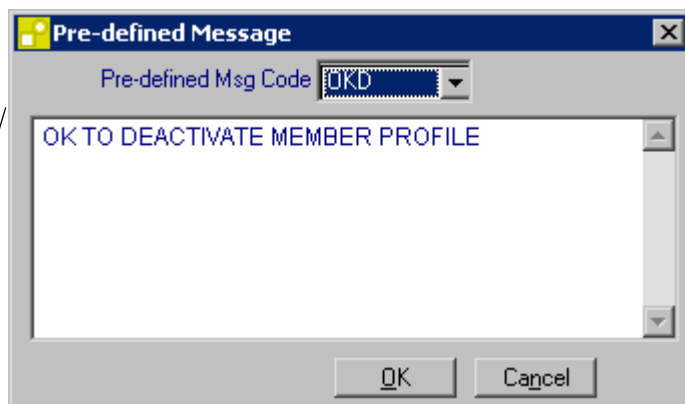 Pre-defined Message
Pre-defined Msg Code OKD
OK TO DEACTIVATE MEMBER PROFILE
OK Cancel